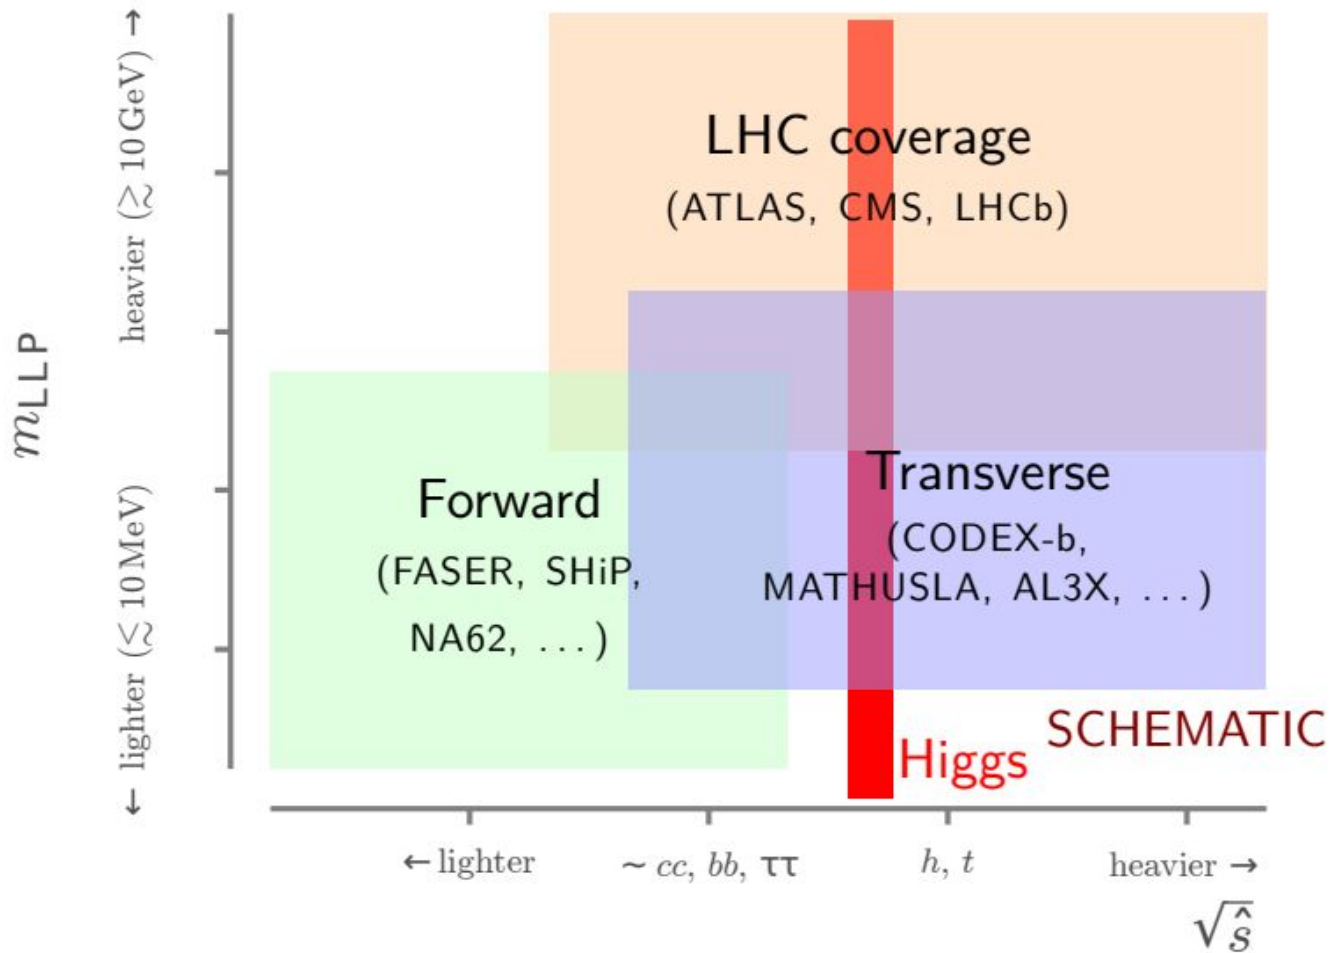 mLLP
← lighter (≲ 10 MeV)
heavier (≳ 10 GeV) →
LHC coverage
(ATLAS, CMS, LHCb)
Forward
(FASER, SHiP,
NA62, ...)
Transverse
(CODEX-b,
MATHUSLA, AL3X, ...)
SCHEMATIC
Higgs
← lighter
~ cc, bb, ττ
h, t
heavier →
√ŝ